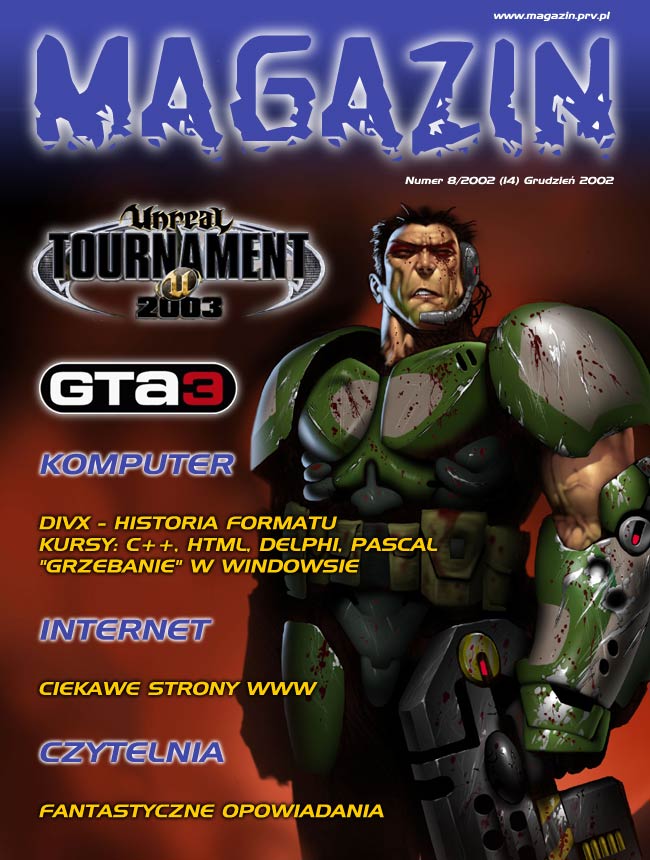 www.magazin.prv.pl
MAGAZIN
Numer 8/2002 (14) Grudzień 2002
Unreal
TOURNAMENT
2003
GTA3
KOMPUTER
DIVX - HISTORIA FORMATU
KURSY: C++, HTML, DELPHI, PASCAL
"GRZEBANIE" W WINDOWSIE
INTERNET
CIEKAWE STRONY WWW
CZYTELNIA
FANTASTYCZNE OPOWIADANIA